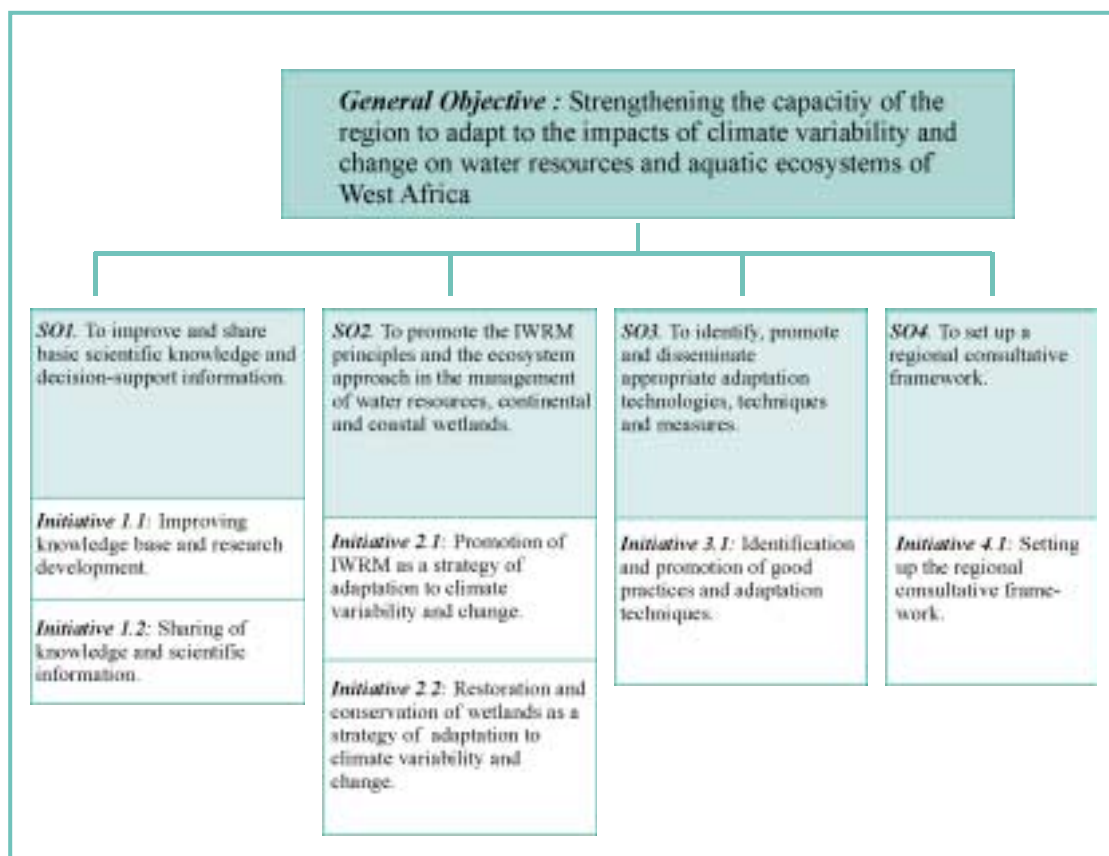 General Objective : Strengthening the capacitiy of the
region to adapt to the impacts of climate variability and
change on water resources and aquatic ecosystems of
West Africa
SO1. To improve and share
basic scientific knowledge and
decision-support information.
Initiative 1.1: Improving
knowledge base and research
development.
Initiative 1.2: Sharing of
knowledge and scientific
information.
SO2. To promote the IWRM
principles and the ecosystem
approach in the management
of water resources, continental
and coastal wetlands.
Initiative 2.1: Promotion of
IWRM as a strategy of
adaptation to climate
variability and change.
Initiative 2.2: Restoration and
conservation of wetlands as a
strategy of adaptation to
climate variability and
change.
SO3. To identify, promote
and disseminate
appropriate adaptation
technologies, techniques
and measures.
Initiative 3.1: Identification
and promotion of good
practices and adaptation
techniques.
SO4. To set up a
regional consultative
framework.
Initiative 4.1: Setting
up the regional
consultative frame-
work.